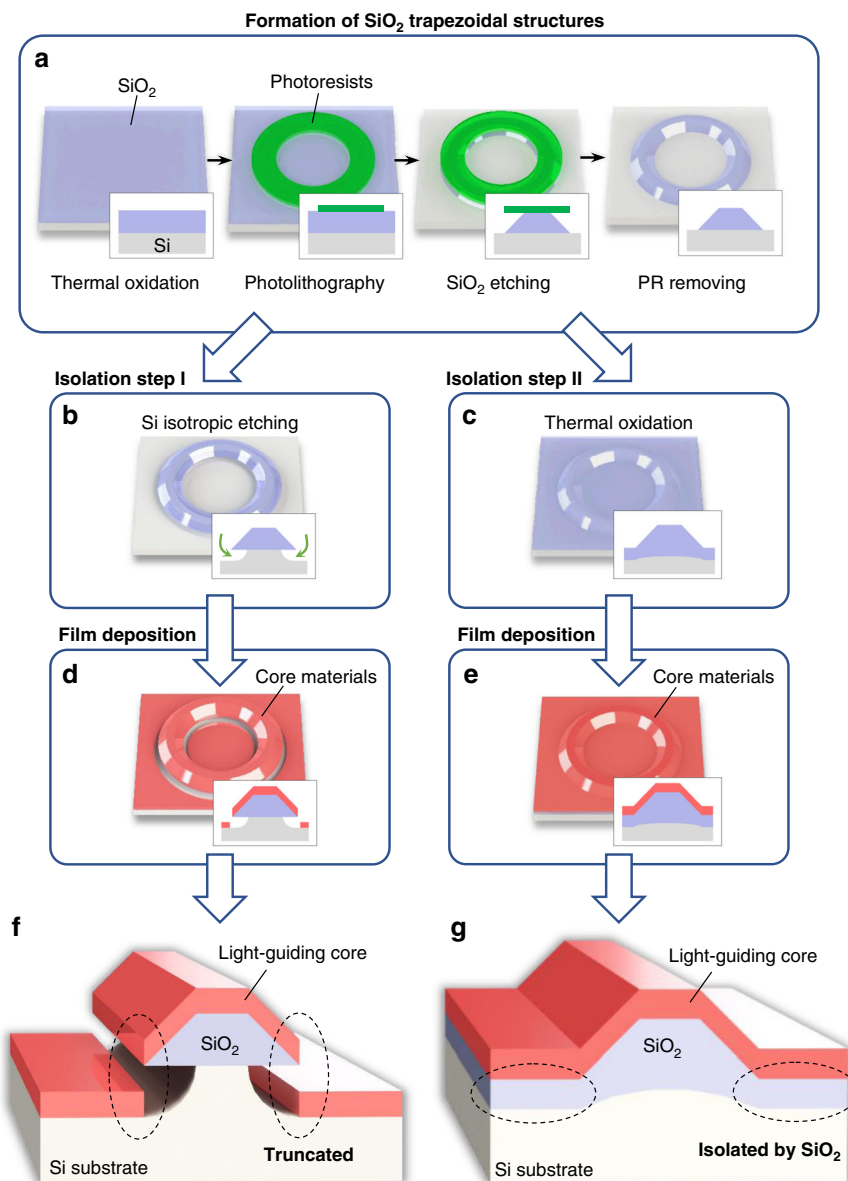 Formation of SiO₂ trapezoidal structures
a
SiO₂
Photoresists
Si
Thermal oxidation
Photolithography
SiO₂ etching
PR removing
Isolation step I
Isolation step II
b
Si isotropic etching
c
Thermal oxidation
Film deposition
Film deposition
d
Core materials
e
Core materials
f
Light-guiding core
SiO₂
Truncated
Si substrate
g
Light-guiding core
SiO₂
Isolated by SiO₂
Si substrate